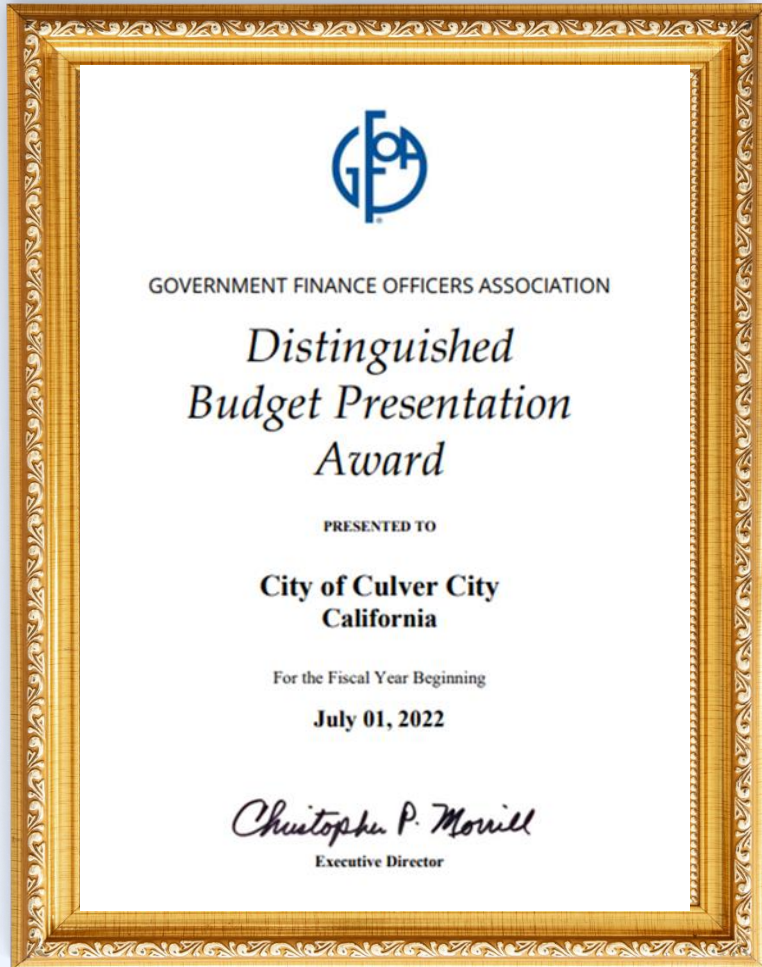 GFOA
GOVERNMENT FINANCE OFFICERS ASSOCIATION
Distinguished
Budget Presentation
Award
PRESENTED TO
City of Culver City
California
For the Fiscal Year Beginning
July 01, 2022
Christopher P. Morrill
Executive Director